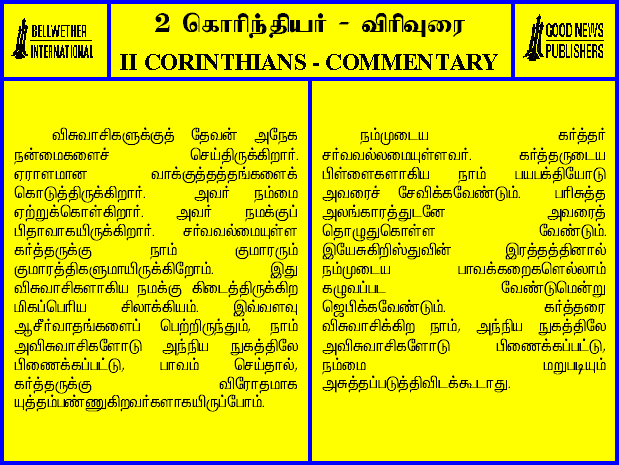 BELLWETHER
INTERNATIONAL
2 கொரிந்தியர் - விரிவுரை
II CORINTHIANS - COMMENTARY
GOOD NEWS
PUBLISHERS
விசுவாசிகளுக்குத் தேவன் அநேக
நன்மைகளைச் செய்திருக்கிறார்.
ஏராளமான வாக்குத்தத்தங்களைக்
கொடுத்திருக்கிறார். அவர் நம்மை
ஏற்றுக்கொள்கிறார். அவர் நமக்குப்
பிதாவாகயிருக்கிறார். சர்வவல்மையுள்ள
கர்த்தருக்கு நாம் குமாரரும்
குமாரத்திகளுமாயிருக்கிறோம். இது
விசுவாசிகளாகிய நமக்கு கிடைத்திருக்கிற
மிகப்பெரிய சிலாக்கியம். இவ்வளவு
ஆசீர்வாதங்களைப் பெற்றிருந்தும், நாம்
அவிசுவாசிகளோடு அந்நிய நுகத்திலே
பிணைக்கப்பட்டு, பாவம் செய்தால்,
கர்த்தருக்கு விரோதமாக
யுத்தம்பண்ணுகிறவர்களாகயிருப்போம்.
நம்முடைய கர்த்தர்
சர்வவல்லமையுள்ளவர். கர்த்தருடைய
பிள்ளைகளாகிய நாம் பயபக்தியோடு
அவரைச் சேவிக்கவேண்டும். பரிசுத்த
அலங்காரத்துடனே அவரைத்
தொழுதுகொள்ள வேண்டும்.
இயேசுகிறிஸ்துவின் இரத்தத்தினால்
நம்முடைய பாவக்கறைகளெல்லாம்
கழுவப்பட வேண்டுமென்று
ஜெபிக்கவேண்டும். கர்த்தரை
விசுவாசிக்கிற நாம், அந்நிய நுகத்திலே
அவிசுவாசிகளோடு பிணைக்கப்பட்டு,
நம்மை மறுபடியும்
அசுத்தப்படுத்திவிடக்கூடாது.